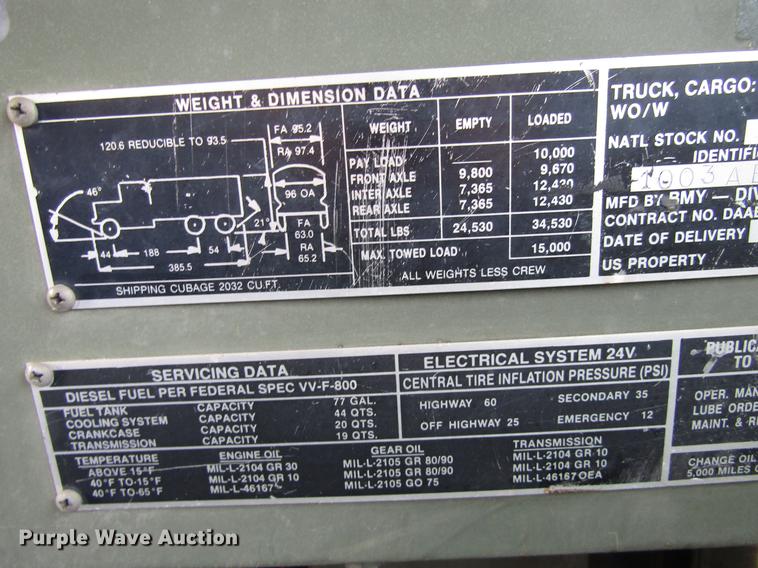 WEIGHT & DIMENSION DATA
120.6 REDUCIBLE TO 93.5
FA 95.2
RA 97.4
96 OA
46°
21°
FA
63.0
RA
65.2
44
188
54
385.5
SHIPPING CUBAGE 2032 CU.FT.
WEIGHT EMPTY LOADED
PAY LOAD — 10,000
FRONT AXLE 9,800 9,670
INTER AXLE 7,365 12,430
REAR AXLE 7,365 12,430
TOTAL LBS 24,530 34,530
MAX. TOWED LOAD 15,000
ALL WEIGHTS LESS CREW
TRUCK, CARGO:
WO/W
NATL STOCK NO.
IDENTIFIC
1003AB
MFD BY BMY — DIV
CONTRACT NO. DAAE
DATE OF DELIVERY
US PROPERTY
SERVICING DATA
DIESEL FUEL PER FEDERAL SPEC VV-F-800
FUEL TANK CAPACITY 77 GAL.
COOLING SYSTEM CAPACITY 44 QTS.
CRANKCASE CAPACITY 20 QTS.
TRANSMISSION CAPACITY 19 QTS.
ELECTRICAL SYSTEM 24V
CENTRAL TIRE INFLATION PRESSURE (PSI)
HIGHWAY 60 SECONDARY 35
OFF HIGHWAY 25 EMERGENCY 12
TEMPERATURE ENGINE OIL GEAR OIL TRANSMISSION
ABOVE 15°F MIL-L-2104 GR 30 MIL-L-2105 GR 80/90 MIL-L-2104 GR 10
40°F TO-15°F MIL-L-2104 GR 10 MIL-L-2105 GR 80/90 MIL-L-2104 GR 10
40°F TO-65°F MIL-L-46167 MIL-L-2105 GO 75 MIL-L-46167 OEA
PUBLICA
TO
OPER. MAN
LUBE ORDE
MAINT. & R
CHANGE OIL
5,000 MILES O
Purple Wave Auction